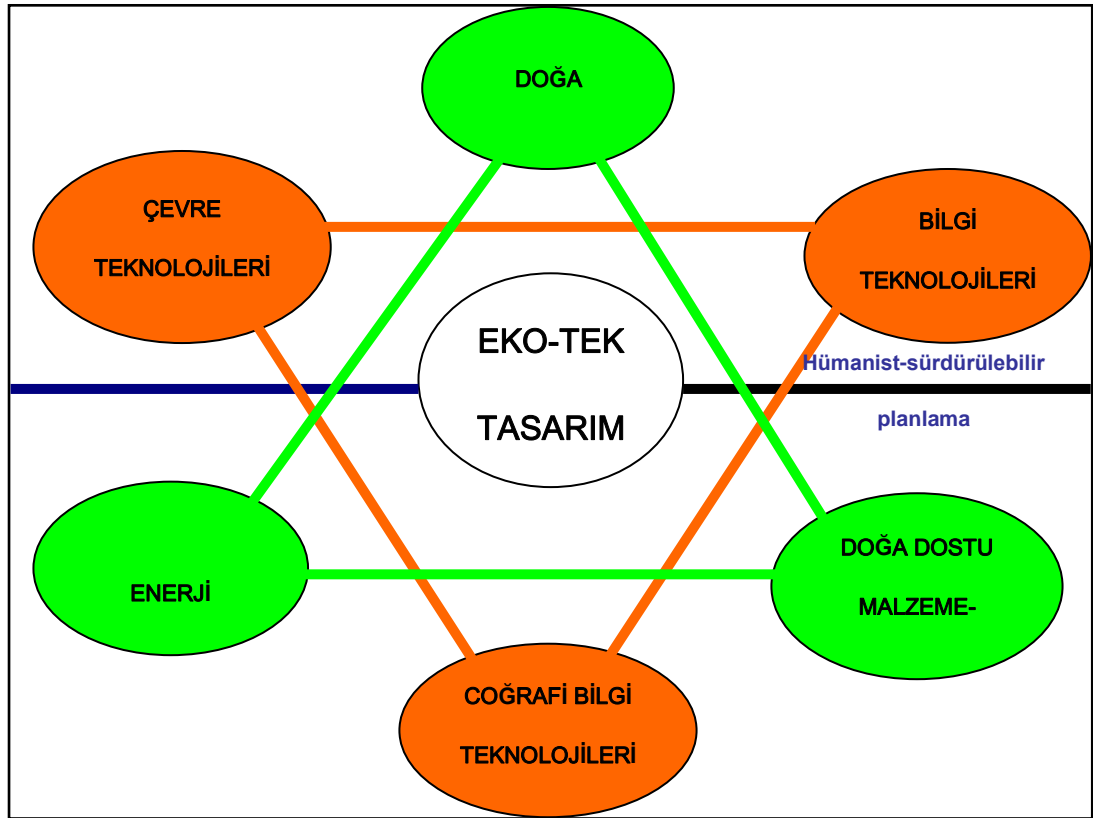 DOĞA
ÇEVRE
TEKNOLOJİLERİ
BİLGİ
TEKNOLOJİLERİ
EKO-TEK
TASARIM
Hümanist-sürdürülebilir
planlama
ENERJİ
DOĞA DOSTU
MALZEME-
COĞRAFİ BİLGİ
TEKNOLOJİLERİ